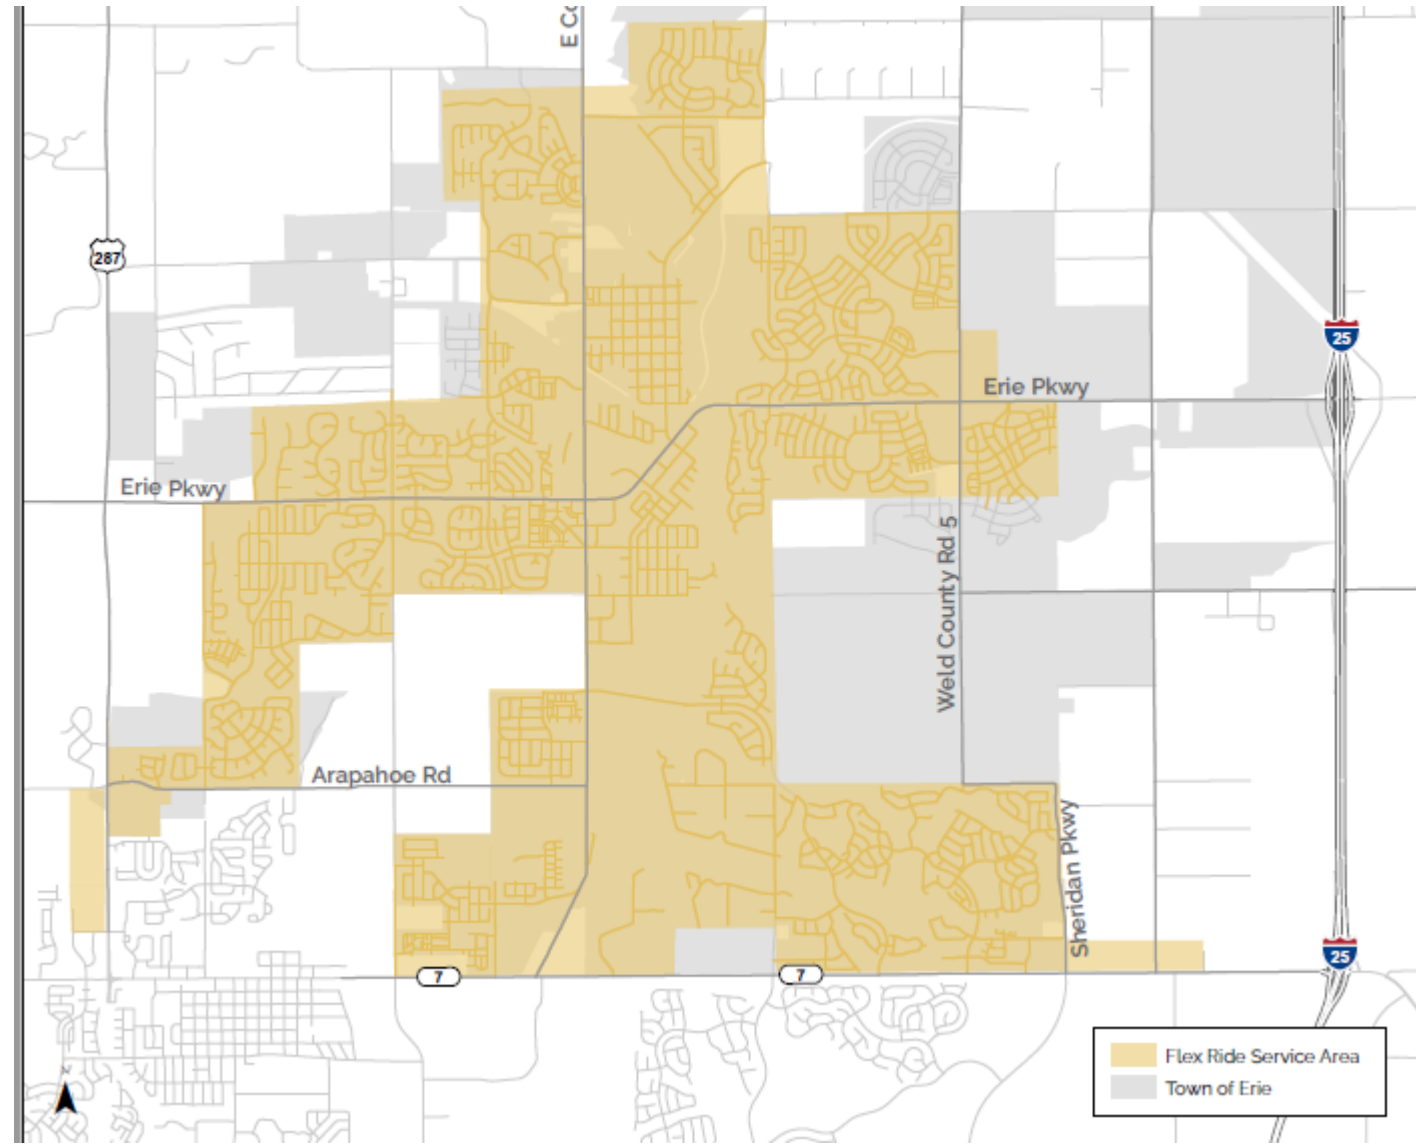 E Co
287
25
Erie Pkwy
Erie Pkwy
Weld County Rd 5
Arapahoe Rd
Sheridan Pkwy
25
7
7
Flex Ride Service Area
Town of Erie